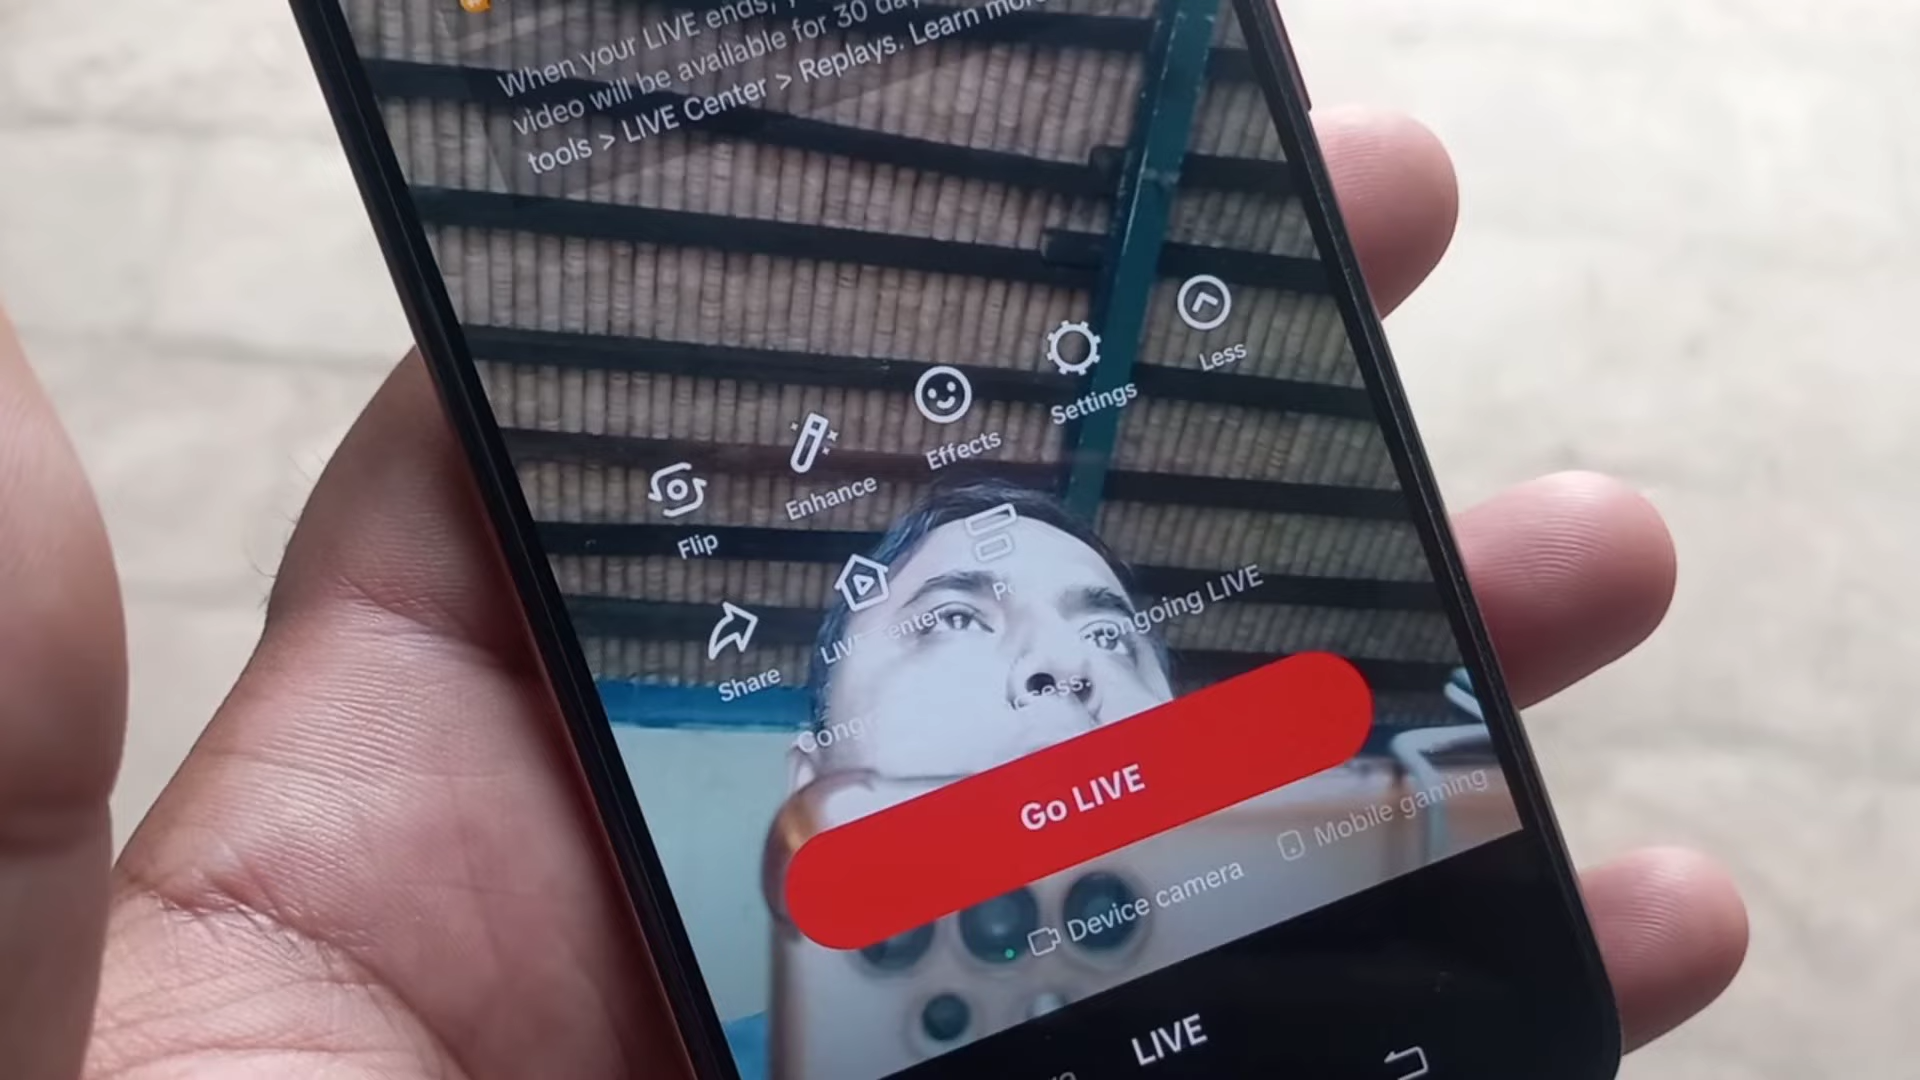 When your LIVE ends,
video will be available for 30
tools > LIVE Center > Replays. Learn more
Less
Settings
Effects
Enhance
Flip
Share
ongoing LIVE
Go LIVE
Device camera
Mobile gaming
LIVE